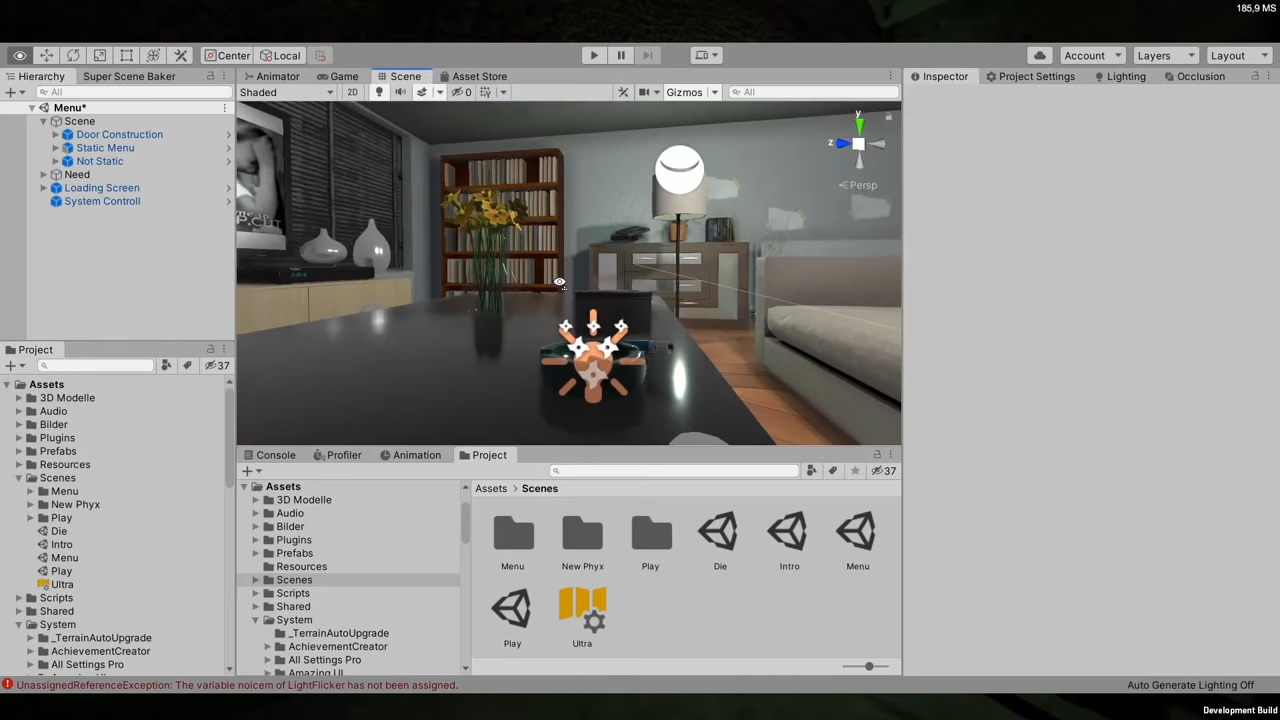 185,9 MS
Center
Local
Account
Layers
Layout
Hierarchy
Super Scene Baker
Animator
Game
Scene
Asset Store
Inspector
Project Settings
Lighting
Occlusion
All
Shaded
2D
0
Gizmos
All
Menu*
Scene
Door Construction
Static Menu
Not Static
Need
Loading Screen
System Controll
y
z
Persp
Project
37
Assets
3D Modelle
Audio
Bilder
Plugins
Prefabs
Resources
Scenes
Menu
New Phyx
Play
Die
Intro
Menu
Play
Ultra
Scripts
Shared
System
_TerrainAutoUpgrade
AchievementCreator
All Settings Pro
Console
Profiler
Animation
Project
37
Assets
3D Modelle
Audio
Bilder
Plugins
Prefabs
Resources
Scenes
Scripts
Shared
System
_TerrainAutoUpgrade
AchievementCreator
All Settings Pro
Amazing UI
Assets > Scenes
Menu
New Phyx
Play
Die
Intro
Menu
Play
Ultra
UnassignedReferenceException: The variable noicem of LightFlicker has not been assigned.
Auto Generate Lighting Off
Development Build